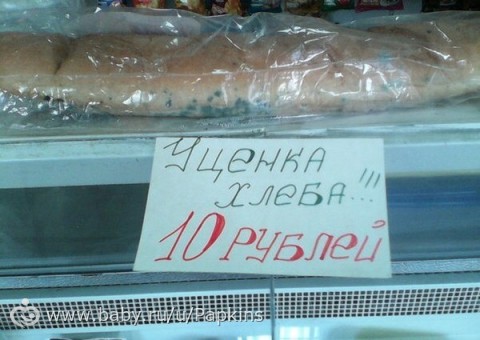 Уценка
хлеба...!!!
10 рублей
www.baby.ru/u/Papkins